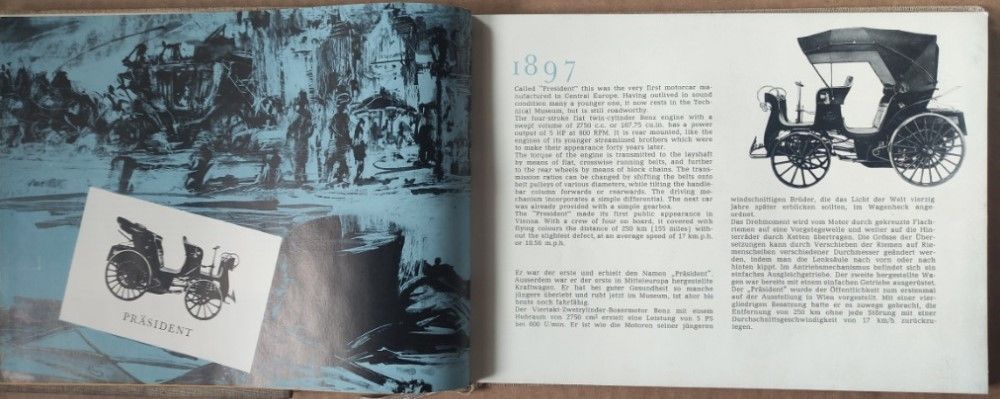 PRÄSIDENT
1897
Called "President" this was the very first motorcar ma-
nufactured in Central Europe. Having outlived in sound
condition many a younger one, it now rests in the Tech-
nical Museum, but is still roadworthy.
The four-stroke flat twin-cylinder Benz engine with a
swept volume of 2750 c.c. or 167.75 cu.in. has a power
output of 5 HP at 600 RPM. It is rear mounted, like the
engines of its younger streamlined brothers which were
to make their appearance forty years later.
The torque of the engine is transmitted to the layshaft
by means of flat, crosswise running belts, and further
to the rear wheels by means of block chains. The trans-
mission ratios can be changed by shifting the belts onto
belt pulleys of various diameters, while tilting the handle-
bar column forwards or rearwards. The driving me-
chanism incorporates a simple differential. The next car
was already provided with a simple gearbox.
The "President" made its first public appearance in
Vienna. With a crew of four on board, it covered with
flying colours the distance of 250 km (155 miles) with-
out the slightest defect, at an average speed of 17 km.p.h.
or 10.56 m.p.h.
Er war der erste und erhielt den Namen „Präsident".
Ausserdem war er der erste in Mitteleuropa hergestellte
Kraftwagen. Er hat bei guter Gesundheit so manche
jüngere überlebt und ruht jetzt im Museum, ist aber bis
heute noch fahrfähig.
Der Viertakt-Zweizylinder-Boxermotor Benz mit einem
Hubraum von 2750 cm³ erzielt eine Leistung von 5 PS
bei 600 U/min. Er ist wie die Motoren seiner jüngeren
windschnittigen Brüder, die das Licht der Welt vierzig
Jahre später erblicken sollten, im Wagenheck ange-
ordnet.
Das Drehmoment wird vom Motor durch gekreuzte Flach-
riemen auf eine Vorgelegewelle und weiter auf die Hin-
terräder durch Ketten übertragen. Die Grösse der Über-
setzungen kann durch Verschieben der Riemen auf Rie-
menscheiben verschiedener Durchmesser geändert wer-
den, indem man die Lenksäule nach vorn oder nach
hinten kippt. Im Antriebsmechanismus befindet sich ein
einfaches Ausgleichsgetriebe. Der zweite hergestellte Wa-
gen war bereits mit einem einfachen Getriebe ausgerüstet.
Der „Präsident" wurde der Öffentlichkeit zum erstenmal
auf der Ausstellung in Wien vorgestellt. Mit einer vier-
gliedrigen Besatzung hatte er es zuwege gebracht, die
Entfernung von 250 km ohne jede Störung mit einer
Durchschnittsgeschwindigkeit von 17 km/h zurückzu-
legen.